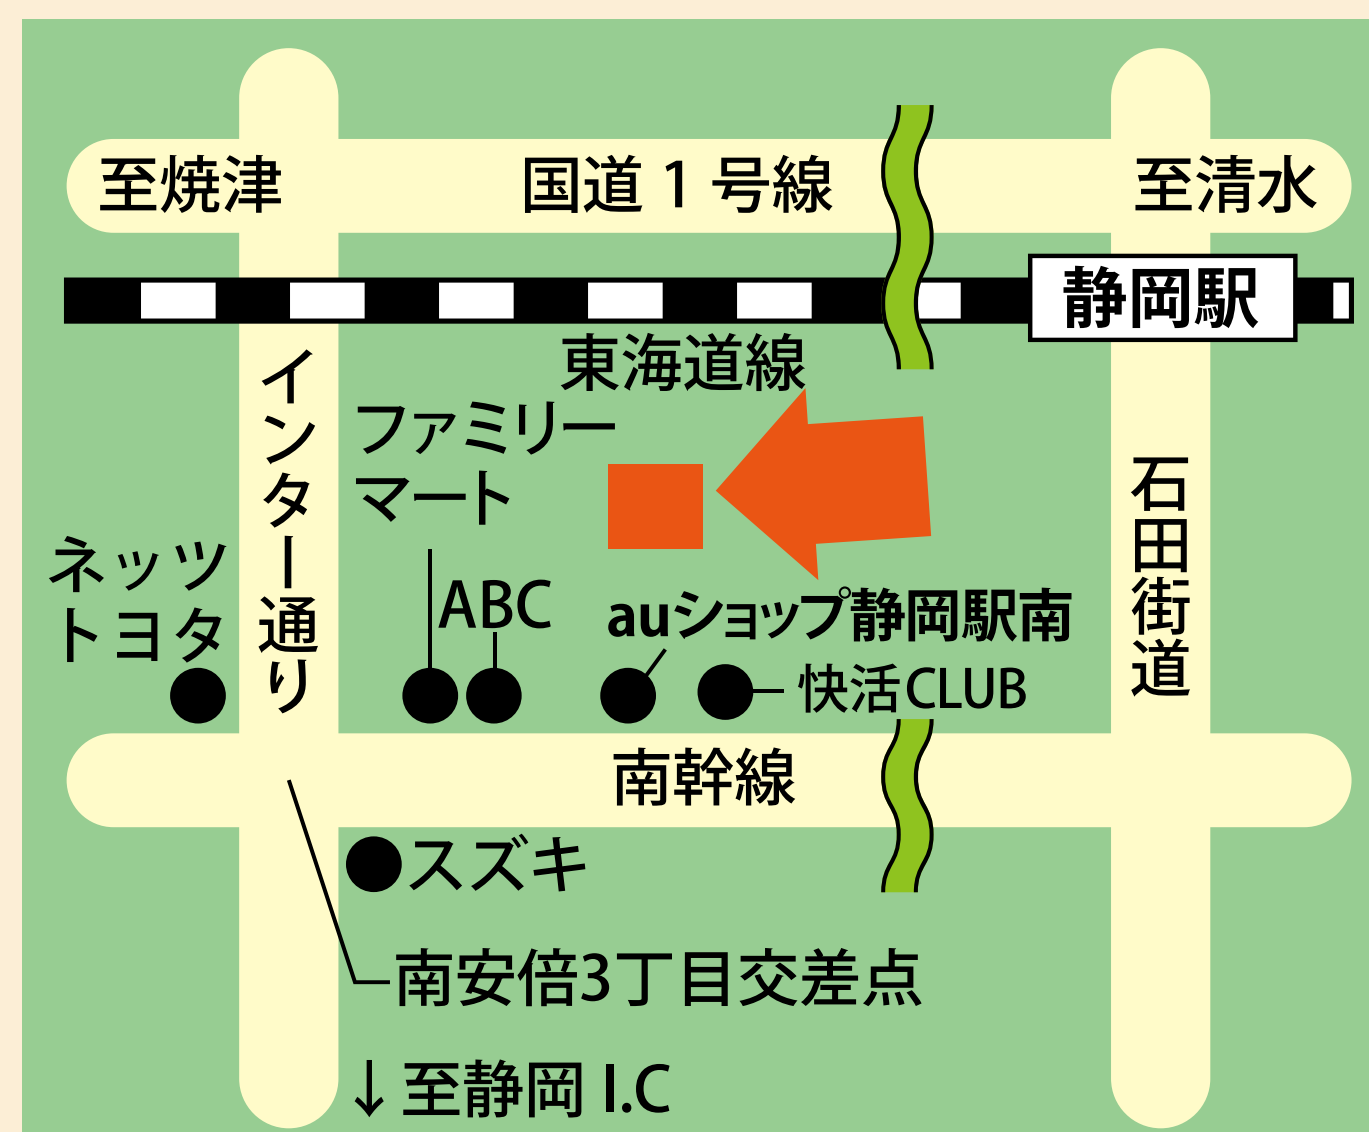 至焼津
国道1号線
至清水
静岡駅
東海道線
インター通り
ファミリー
マート
石田街道
ネッツ
トヨタ
ABC
auショップ静岡駅南
快活CLUB
南幹線
スズキ
南安倍3丁目交差点
↓至静岡I.C